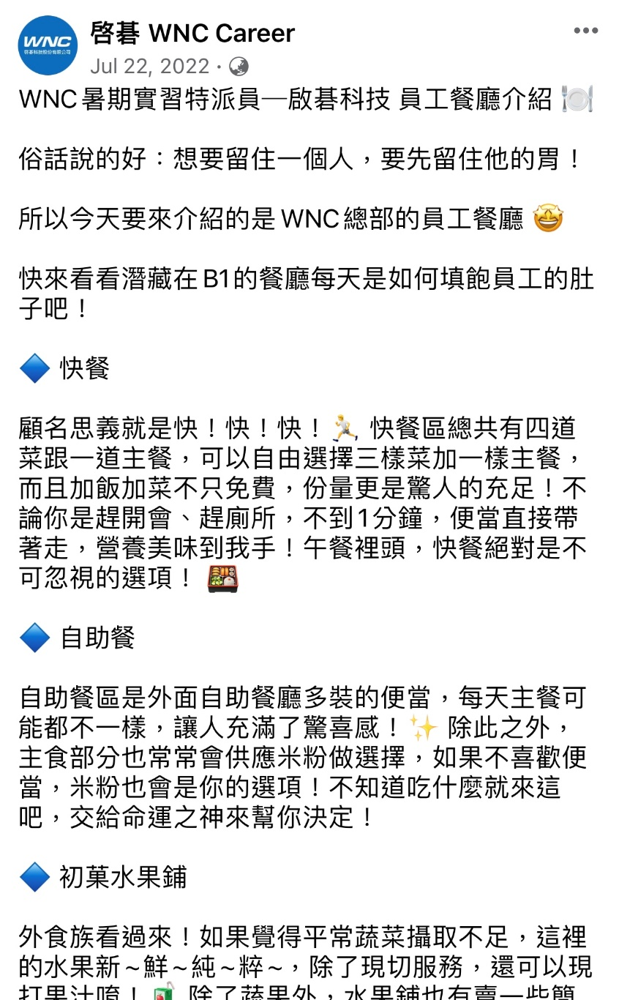 WNC
啓碁科技股份有限公司
啓碁 WNC Career
Jul 22, 2022 ·
WNC暑期實習特派員─啟碁科技 員工餐廳介紹 🍽️
俗話說的好：想要留住一個人，要先留住他的胃！
所以今天要來介紹的是WNC總部的員工餐廳 🤩
快來看看潛藏在B1的餐廳每天是如何填飽員工的肚
子吧！
🔷 快餐
顧名思義就是快！快！快！🏃 快餐區總共有四道
菜跟一道主餐，可以自由選擇三樣菜加一樣主餐，
而且加飯加菜不只免費，份量更是驚人的充足！不
論你是趕開會、趕廁所，不到1分鐘，便當直接帶
著走，營養美味到我手！午餐裡頭，快餐絕對是不
可忽視的選項！ 🍱
🔷 自助餐
自助餐區是外面自助餐廳多裝的便當，每天主餐可
能都不一樣，讓人充滿了驚喜感！✨ 除此之外，
主食部分也常常會供應米粉做選擇，如果不喜歡便
當，米粉也會是你的選項！不知道吃什麼就來這
吧，交給命運之神來幫你決定！
🔷 初菓水果鋪
外食族看過來！如果覺得平常蔬菜攝取不足，這裡
的水果新~鮮~純~粹~，除了現切服務，還可以現
打果汁唷！🧃 除了蔬果外，水果鋪也有賣一些簡